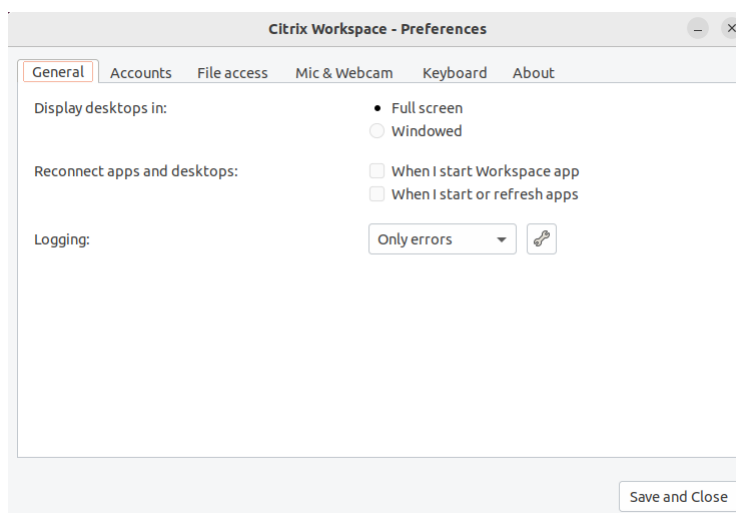 Citrix Workspace - Preferences
General Accounts File access Mic & Webcam Keyboard About
Display desktops in: Full screen
Windowed
Reconnect apps and desktops: When I start Workspace app
When I start or refresh apps
Logging: Only errors
Save and Close